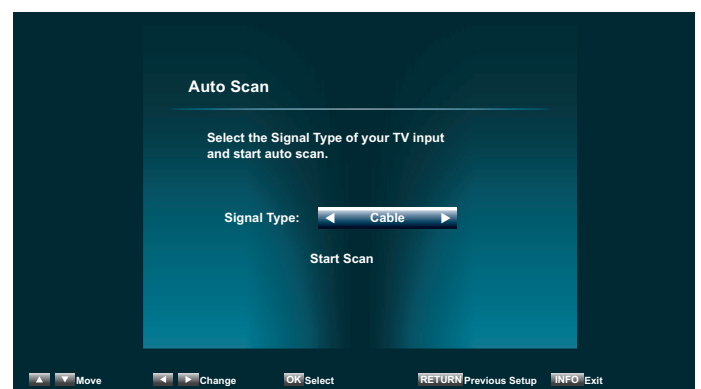 Auto Scan
Select the Signal Type of your TV input
and start auto scan.
Signal Type: Cable
Start Scan
Move Change OK Select RETURN Previous Setup INFO Exit